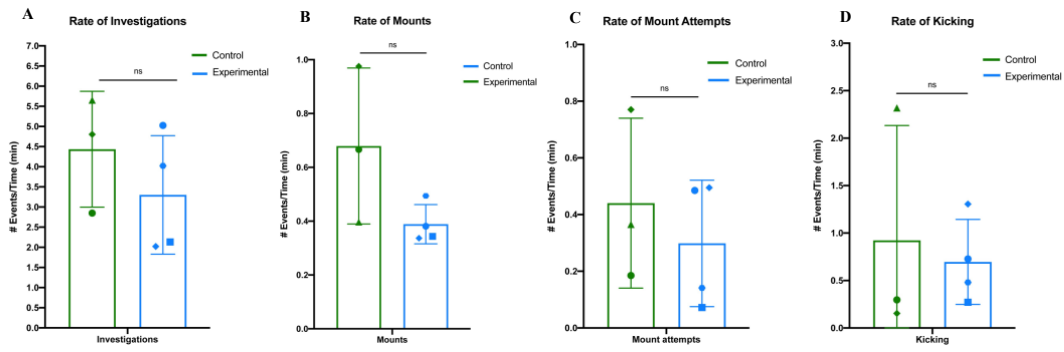 A
Rate of Investigations
# Events/Time (min)
7.0
6.5
6.0
5.5
5.0
4.5
4.0
3.5
3.0
2.5
2.0
1.5
1.0
0.5
0.0
ns
Control
Experimental
Investigations
B
Rate of Mounts
# Events/Time (min)
1.0
0.8
0.6
0.4
0.2
0.0
ns
Control
Experimental
Mounts
C
Rate of Mount Attempts
# Events/Time (min)
1.0
0.8
0.6
0.4
0.2
0.0
ns
Control
Experimental
Mount attempts
D
Rate of Kicking
# Events/Time (min)
3.0
2.5
2.0
1.5
1.0
0.5
0.0
ns
Control
Experimental
Kicking